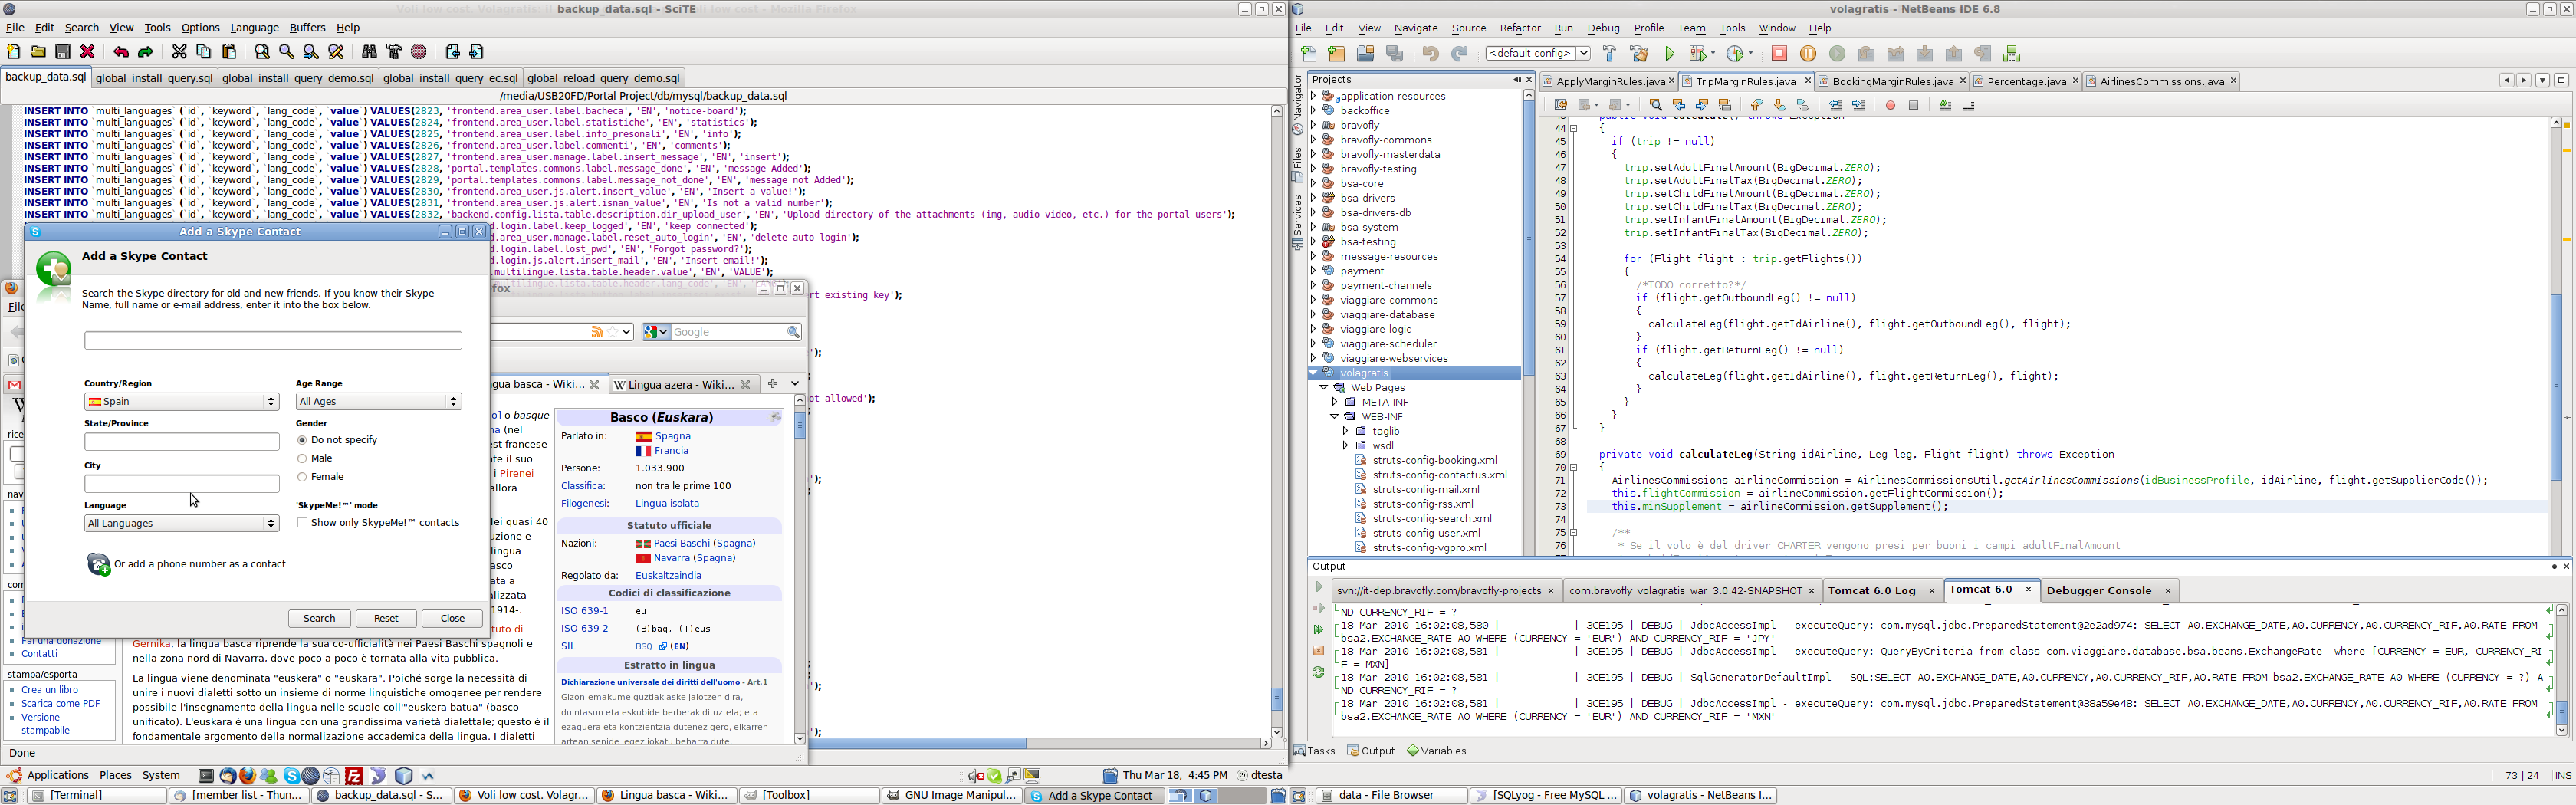 backup_data.sql - SciTE
File Edit Search View Tools Options Language Buffers Help
backup_data.sql global_install_query.sql global_install_query_demo.sql global_install_query_ec.sql global_reload_query_demo.sql
/media/USB20FD/Portal Project/db/mysql/backup_data.sql
INSERT INTO `multi_languages` (`id`, `keyword`, `lang_code`, `value`) VALUES(2823, 'frontend.area_user.label.bacheca', 'EN', 'notice-board');
INSERT INTO `multi_languages` (`id`, `keyword`, `lang_code`, `value`) VALUES(2824, 'frontend.area_user.label.statistiche', 'EN', 'statistics');
INSERT INTO `multi_languages` (`id`, `keyword`, `lang_code`, `value`) VALUES(2825, 'frontend.area_user.label.info_presonali', 'EN', 'info');
INSERT INTO `multi_languages` (`id`, `keyword`, `lang_code`, `value`) VALUES(2826, 'frontend.area_user.label.commenti', 'EN', 'comments');
INSERT INTO `multi_languages` (`id`, `keyword`, `lang_code`, `value`) VALUES(2827, 'frontend.area_user.manage.label.insert_message', 'EN', 'insert');
INSERT INTO `multi_languages` (`id`, `keyword`, `lang_code`, `value`) VALUES(2828, 'portal.templates.commons.label.message_done', 'EN', 'message Added');
INSERT INTO `multi_languages` (`id`, `keyword`, `lang_code`, `value`) VALUES(2829, 'portal.templates.commons.label.message_not_done', 'EN', 'message not Added');
INSERT INTO `multi_languages` (`id`, `keyword`, `lang_code`, `value`) VALUES(2830, 'frontend.area_user.js.alert.insert_value', 'EN', 'Insert a value!');
INSERT INTO `multi_languages` (`id`, `keyword`, `lang_code`, `value`) VALUES(2831, 'frontend.area_user.js.alert.isnan_value', 'EN', 'Is not a valid number');
INSERT INTO `multi_languages` (`id`, `keyword`, `lang_code`, `value`) VALUES(2832, 'backend.config.lista.table.description.dir_upload_user', 'EN', 'Upload directory of the attachments (img, audio-video, etc.) for the portal users');
d.login.label.keep_logged', 'EN', 'keep connected');
d.area_user.manage.label.reset_auto_login', 'EN', 'delete auto-login');
d.login.label.lost_pwd', 'EN', 'Forgot password?');
d.login.js.alert.insert_mail', 'EN', 'Insert email!');
.multilingue.lista.table.header.value', 'EN', 'VALUE');
rt existing key');
ot allowed');
Add a Skype Contact
Add a Skype Contact
Search the Skype directory for old and new friends. If you know their Skype
Name, full name or e-mail address, enter it into the box below.
Country/Region Age Range
Spain All Ages
State/Province Gender
Do not specify
City Male
Female
Language 'SkypeMe!™' mode
All Languages Show only SkypeMe!™ contacts
Or add a phone number as a contact
Search Reset Close
Google
gua basca - Wiki... Lingua azera - Wiki...
] o basque
na (nel
est francese
te il suo
i Pirenei
allora
Nei quasi 40
uzione e
lingua
asco
ata a
alizzata
1914-.
tuto di
Gernika, la lingua basca riprende la sua co-ufficialità nei Paesi Baschi spagnoli e
nella zona nord di Navarra, dove poco a poco è tornata alla vita pubblica.
La lingua viene denominata "euskera" o "euskara". Poiché sorge la necessità di
unire i nuovi dialetti sotto un insieme di norme linguistiche omogenee per rendere
possibile l'insegnamento della lingua nelle scuole coll'"euskera batua" (basco
unificato). L'euskera è una lingua con una grandissima varietà dialettale; questo è il
fondamentale argomento della normalizzazione accademica della lingua. I dialetti
Fai una donazione
Contatti
stampa/esporta
Crea un libro
Scarica come PDF
Versione
stampabile
Basco (Euskara)
Parlato in: Spagna
Francia
Persone: 1.033.900
Classifica: non tra le prime 100
Filogenesi: Lingua isolata
Statuto ufficiale
Nazioni: Paesi Baschi (Spagna)
Navarra (Spagna)
Regolato da: Euskaltzaindia
Codici di classificazione
ISO 639-1 eu
ISO 639-2 (B)baq, (T)eus
SIL BSQ (EN)
Estratto in lingua
Dichiarazione universale dei diritti dell'uomo - Art.1
Gizon-emakume guztiak aske jaiotzen dira,
duintasun eta eskubide berberak dituztela; eta
ezaguera eta kontzientzia dutenez gero, elkarren
artean senide legez jokatu beharra dute.
Done
Applications Places System
Thu Mar 18, 4:45 PM dtesta
[Terminal] [member list - Thun... backup_data.sql - S... Voli low cost. Volagr... Lingua basca - Wiki... [Toolbox] GNU Image Manipul... Add a Skype Contact
volagratis - NetBeans IDE 6.8
File Edit View Navigate Source Refactor Run Debug Profile Team Tools Window Help
<default config>
Navigator
Files
Services
Projects
application-resources
backoffice
bravofly
bravofly-commons
bravofly-masterdata
bravofly-testing
bsa-core
bsa-drivers
bsa-drivers-db
bsa-system
bsa-testing
message-resources
payment
payment-channels
viaggiare-commons
viaggiare-database
viaggiare-logic
viaggiare-scheduler
viaggiare-webservices
volagratis
Web Pages
META-INF
WEB-INF
taglib
wsdl
struts-config-booking.xml
struts-config-contactus.xml
struts-config-mail.xml
struts-config-rss.xml
struts-config-search.xml
struts-config-user.xml
struts-config-vgpro.xml
ApplyMarginRules.java TripMarginRules.java BookingMarginRules.java Percentage.java AirlinesCommissions.java
44 {
45 if (trip != null)
46 {
47 trip.setAdultFinalAmount(BigDecimal.ZERO);
48 trip.setAdultFinalTax(BigDecimal.ZERO);
49 trip.setChildFinalAmount(BigDecimal.ZERO);
50 trip.setChildFinalTax(BigDecimal.ZERO);
51 trip.setInfantFinalAmount(BigDecimal.ZERO);
52 trip.setInfantFinalTax(BigDecimal.ZERO);
53
54 for (Flight flight : trip.getFlights())
55 {
56 /*TODO corretto?*/
57 if (flight.getOutboundLeg() != null)
58 {
59 calculateLeg(flight.getIdAirline(), flight.getOutboundLeg(), flight);
60 }
61 if (flight.getReturnLeg() != null)
62 {
63 calculateLeg(flight.getIdAirline(), flight.getReturnLeg(), flight);
64 }
65 }
66 }
67 }
68
69 private void calculateLeg(String idAirline, Leg leg, Flight flight) throws Exception
70 {
71 AirlinesCommissions airlineCommission = AirlinesCommissionsUtil.getAirlinesCommissions(idBusinessProfile, idAirline, flight.getSupplierCode());
72 this.flightCommission = airlineCommission.getFlightCommission();
73 this.minSupplement = airlineCommission.getSupplement();
74
75 /**
76 * Se il volo è del driver CHARTER vengono presi per buoni i campi adultFinalAmount
Output
svn://it-dep.bravofly.com/bravofly-projects com.bravofly_volagratis_war_3.0.42-SNAPSHOT Tomcat 6.0 Log Tomcat 6.0 Debugger Console
ND CURRENCY_RIF = ?
18 Mar 2010 16:02:08,580 | | 3CE195 | DEBUG | JdbcAccessImpl - executeQuery: com.mysql.jdbc.PreparedStatement@2e2ad974: SELECT A0.EXCHANGE_DATE,A0.CURRENCY,A0.CURRENCY_RIF,A0.RATE FROM
bsa2.EXCHANGE_RATE A0 WHERE (CURRENCY = 'EUR') AND CURRENCY_RIF = 'JPY'
18 Mar 2010 16:02:08,581 | | 3CE195 | DEBUG | JdbcAccessImpl - executeQuery: QueryByCriteria from class com.viaggiare.database.bsa.beans.ExchangeRate where [CURRENCY = EUR, CURRENCY_RI
F = MXN]
18 Mar 2010 16:02:08,581 | | 3CE195 | DEBUG | SqlGeneratorDefaultImpl - SQL:SELECT A0.EXCHANGE_DATE,A0.CURRENCY,A0.CURRENCY_RIF,A0.RATE FROM bsa2.EXCHANGE_RATE A0 WHERE (CURRENCY = ?) A
ND CURRENCY_RIF = ?
18 Mar 2010 16:02:08,581 | | 3CE195 | DEBUG | JdbcAccessImpl - executeQuery: com.mysql.jdbc.PreparedStatement@38a59e48: SELECT A0.EXCHANGE_DATE,A0.CURRENCY,A0.CURRENCY_RIF,A0.RATE FROM
bsa2.EXCHANGE_RATE A0 WHERE (CURRENCY = 'EUR') AND CURRENCY_RIF = 'MXN'
Tasks Output Variables
73 | 24 INS
data - File Browser [SQLyog - Free MySQL ... volagratis - NetBeans I...